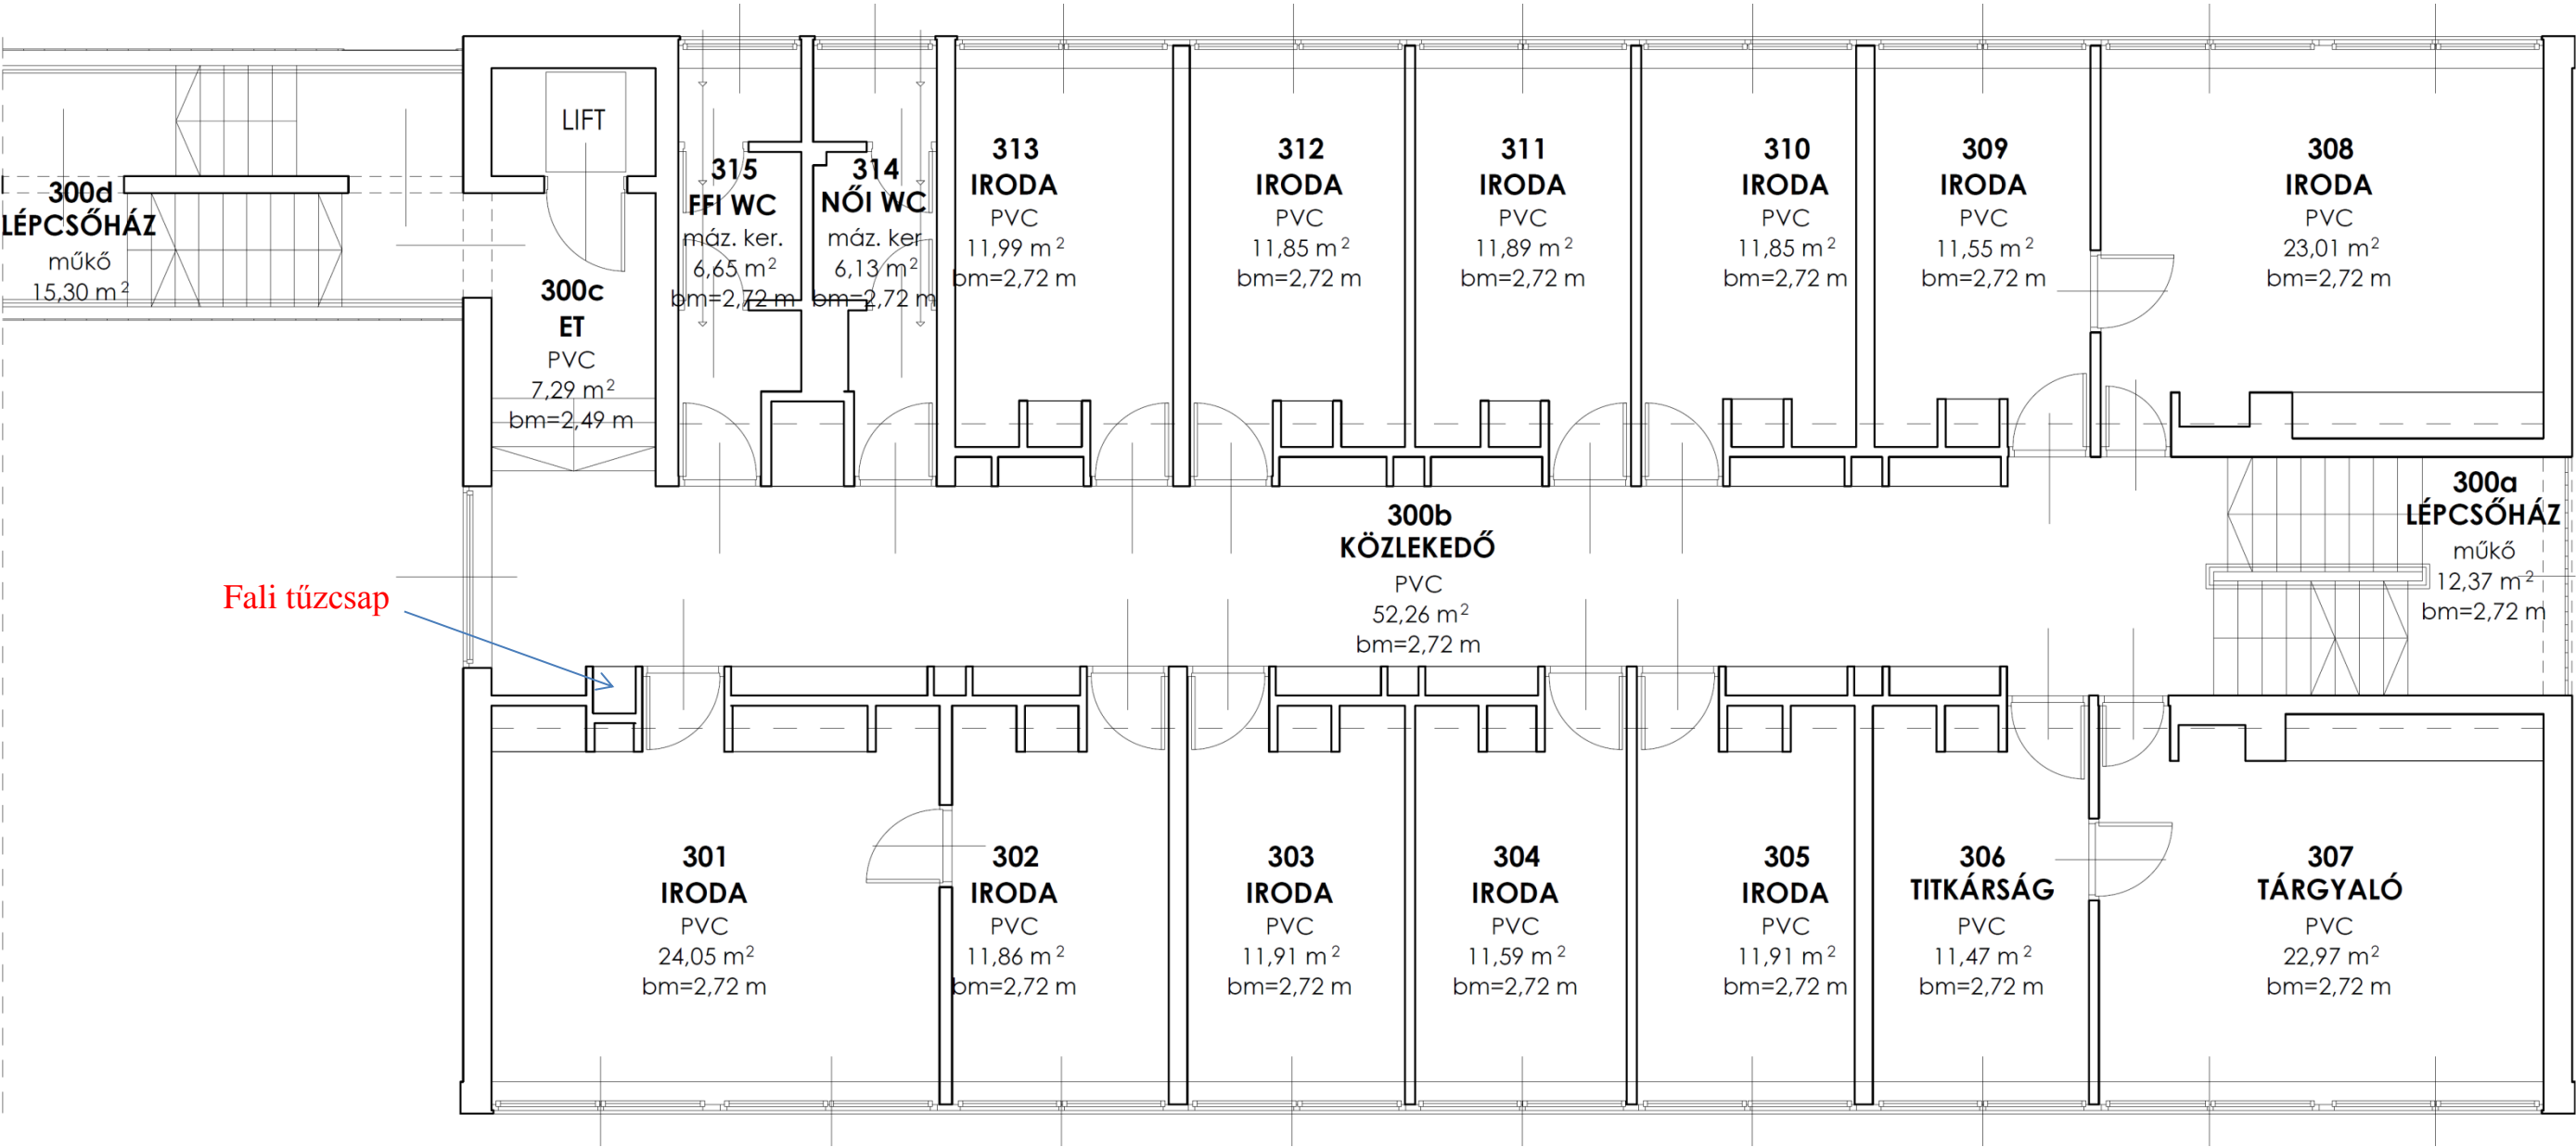 LIFT
300d
LÉPCSŐHÁZ
műkő
15,30 m²
300c
ET
PVC
7,29 m²
bm=2,49 m
315
FFI WC
máz. ker.
6,65 m²
bm=2,72 m
314
NŐI WC
máz. ker
6,13 m²
bm=2,72 m
313
IRODA
PVC
11,99 m²
bm=2,72 m
312
IRODA
PVC
11,85 m²
bm=2,72 m
311
IRODA
PVC
11,89 m²
bm=2,72 m
310
IRODA
PVC
11,85 m²
bm=2,72 m
309
IRODA
PVC
11,55 m²
bm=2,72 m
308
IRODA
PVC
23,01 m²
bm=2,72 m
300b
KÖZLEKEDŐ
PVC
52,26 m²
bm=2,72 m
300a
LÉPCSŐHÁZ
műkő
12,37 m²
bm=2,72 m
Fali tűzcsap
301
IRODA
PVC
24,05 m²
bm=2,72 m
302
IRODA
PVC
11,86 m²
bm=2,72 m
303
IRODA
PVC
11,91 m²
bm=2,72 m
304
IRODA
PVC
11,59 m²
bm=2,72 m
305
IRODA
PVC
11,91 m²
bm=2,72 m
306
TITKÁRSÁG
PVC
11,47 m²
bm=2,72 m
307
TÁRGYALÓ
PVC
22,97 m²
bm=2,72 m